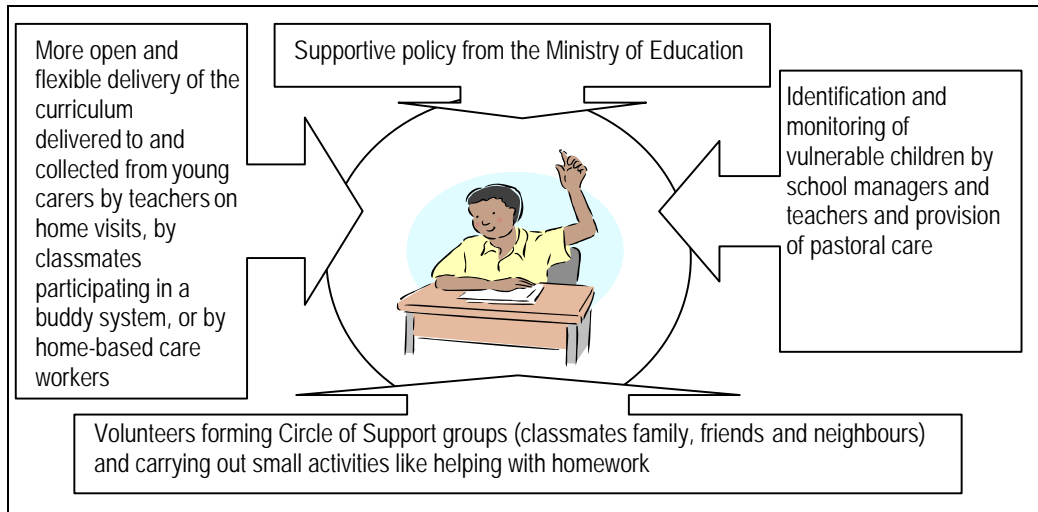 More open and
flexible delivery of the
curriculum
delivered to and
collected from young
carers by teachers on
home visits, by
classmates
participating in a
buddy system, or by
home-based care
workers
Supportive policy from the Ministry of Education
Identification and
monitoring of
vulnerable children by
school managers and
teachers and provision
of pastoral care
Volunteers forming Circle of Support groups (classmates family, friends and neighbours)
and carrying out small activities like helping with homework